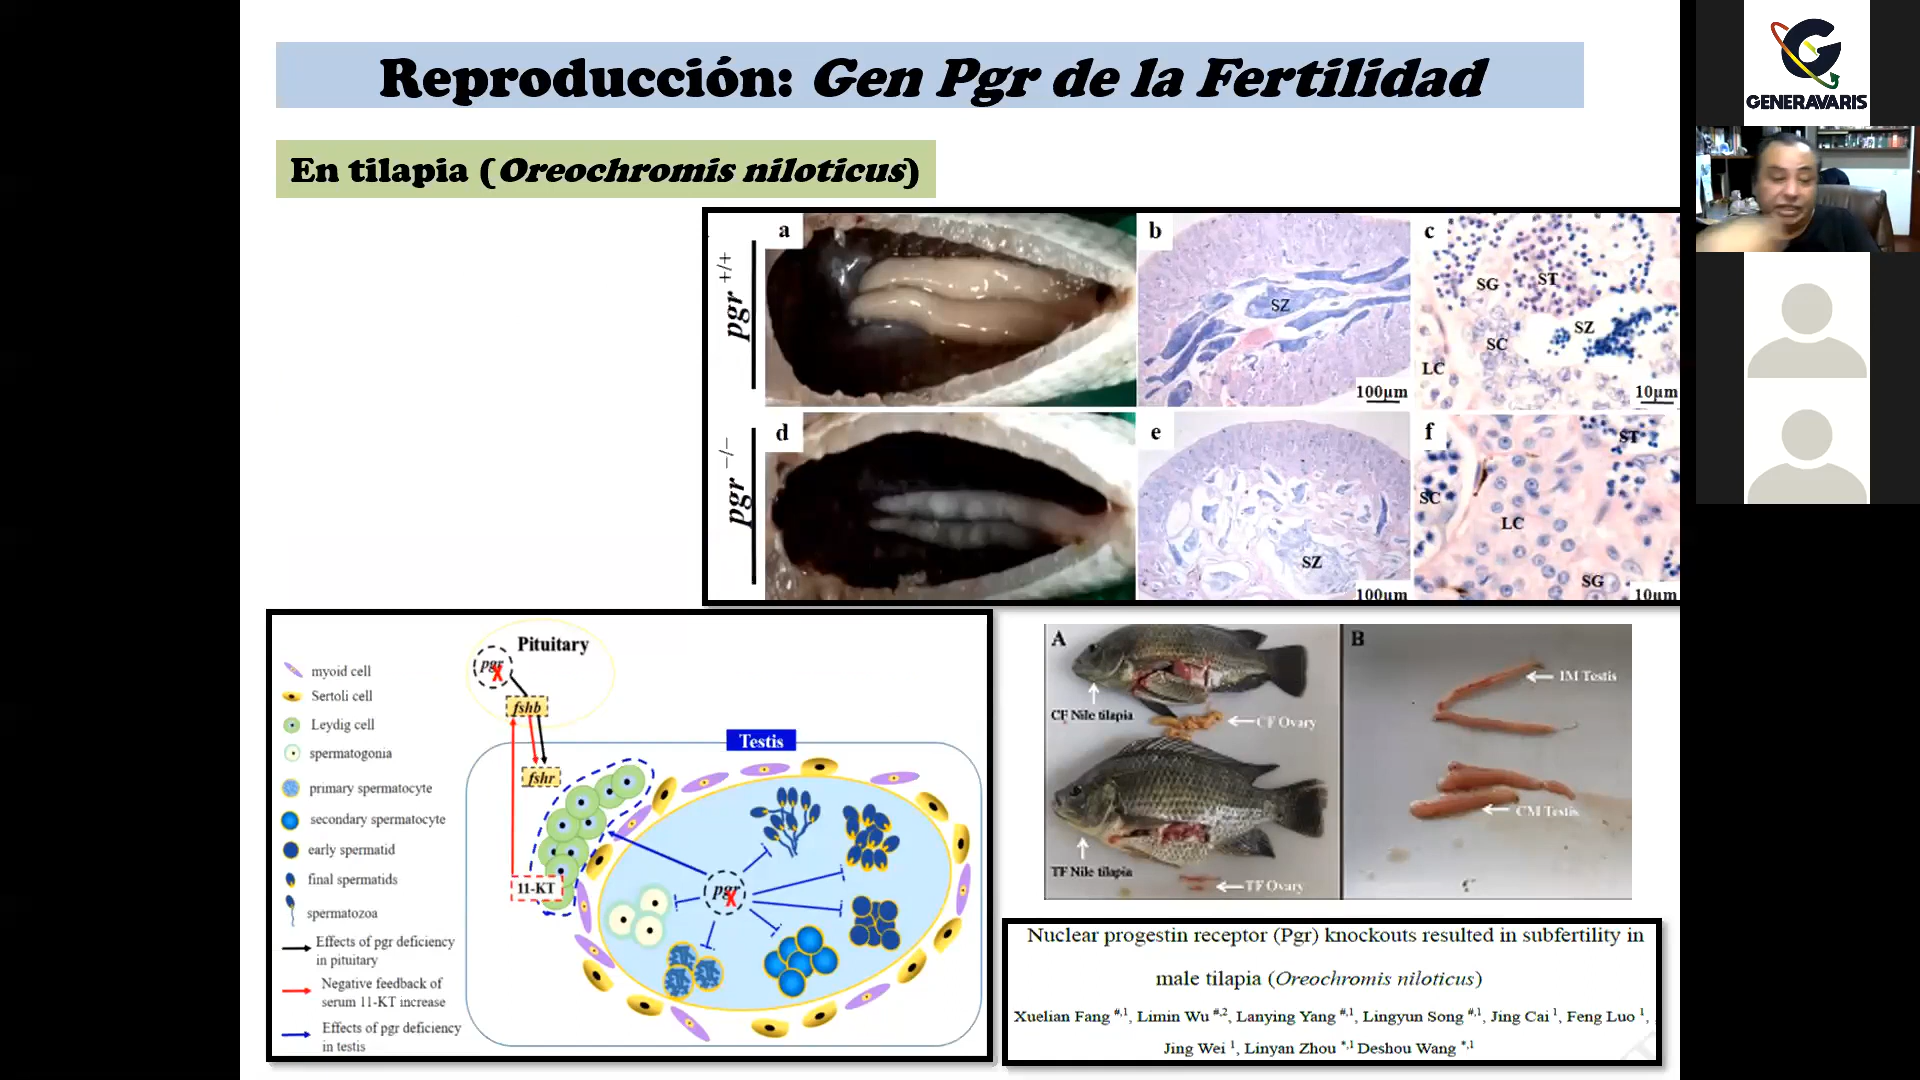 Reproducción: Gen Pgr de la Fertilidad
En tilapia (Oreochromis niloticus)
GENERAVARIS
pgr +/+
a
b
SZ
100µm
c
SG
ST
SZ
SC
LC
10µm
pgr -/-
d
e
SZ
100µm
f
ST
SC
LC
SG
10µm
Pituitary
pgr
X
fshb
fshr
Testis
11-KT
pgr
X
myoid cell
Sertoli cell
Leydig cell
spermatogonia
primary spermatocyte
secondary spermatocyte
early spermatid
final spermatids
spermatozoa
Effects of pgr deficiency
in pituitary
Negative feedback of
serum 11-KT increase
Effects of pgr deficiency
in testis
A
CF Nile tilapia
CF Ovary
TF Nile tilapia
TF Ovary
B
IM Testis
CM Testis
Nuclear progestin receptor (Pgr) knockouts resulted in subfertility in
male tilapia (Oreochromis niloticus)
Xuelian Fang #,1, Limin Wu #,2, Lanying Yang #,1, Lingyun Song #,1, Jing Cai 1, Feng Luo 1,
Jing Wei 1, Linyan Zhou *,1 Deshou Wang *,1